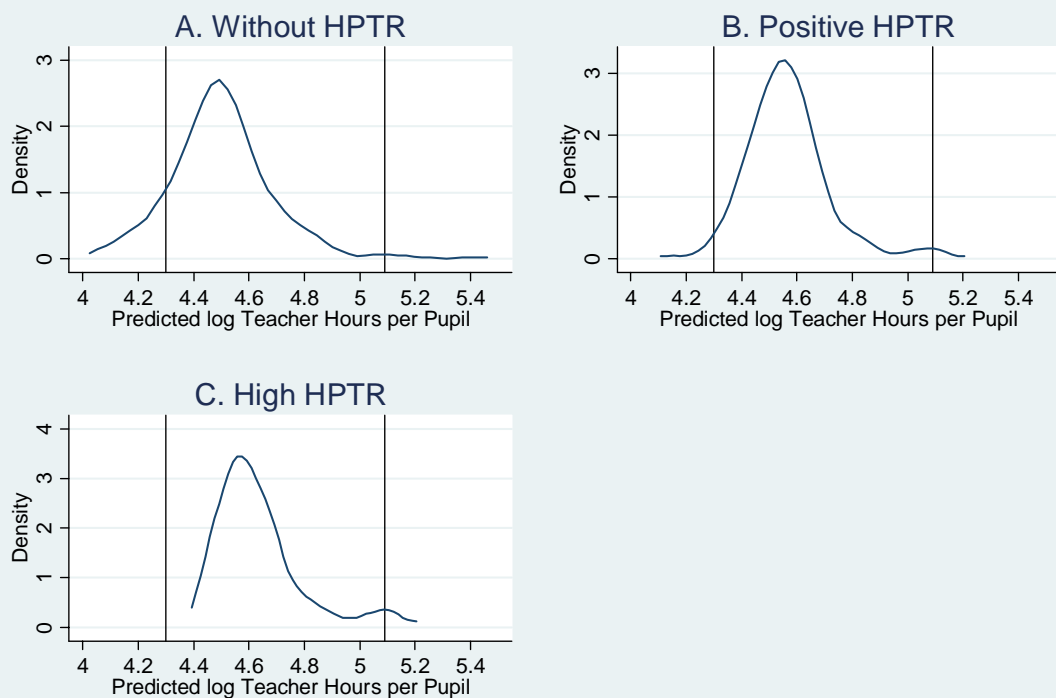 A. Without HPTR
Density
3
2
1
0
4 4.2 4.4 4.6 4.8 5 5.2 5.4
Predicted log Teacher Hours per Pupil
B. Positive HPTR
Density
3
2
1
0
4 4.2 4.4 4.6 4.8 5 5.2 5.4
Predicted log Teacher Hours per Pupil
C. High HPTR
Density
4
3
2
1
0
4 4.2 4.4 4.6 4.8 5 5.2 5.4
Predicted log Teacher Hours per Pupil